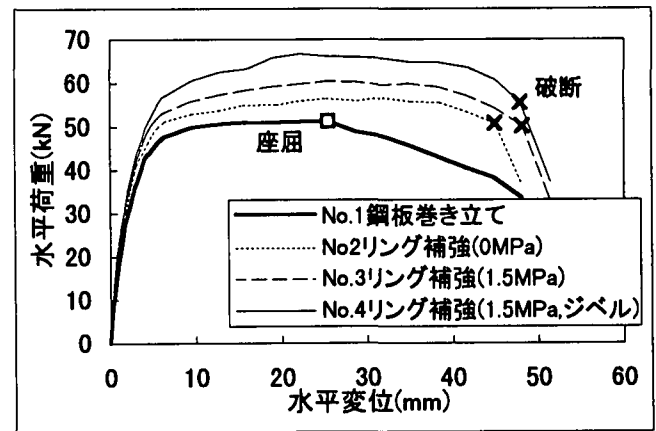 70
60
50
40
30
20
10
0
水平荷重(kN)
破断
座屈
No.1鋼板巻き立て
No2リング補強(0MPa)
No.3リング補強(1.5MPa)
No.4リング補強(1.5MPa,ジベル)
0 10 20 30 40 50 60
水平変位(mm)